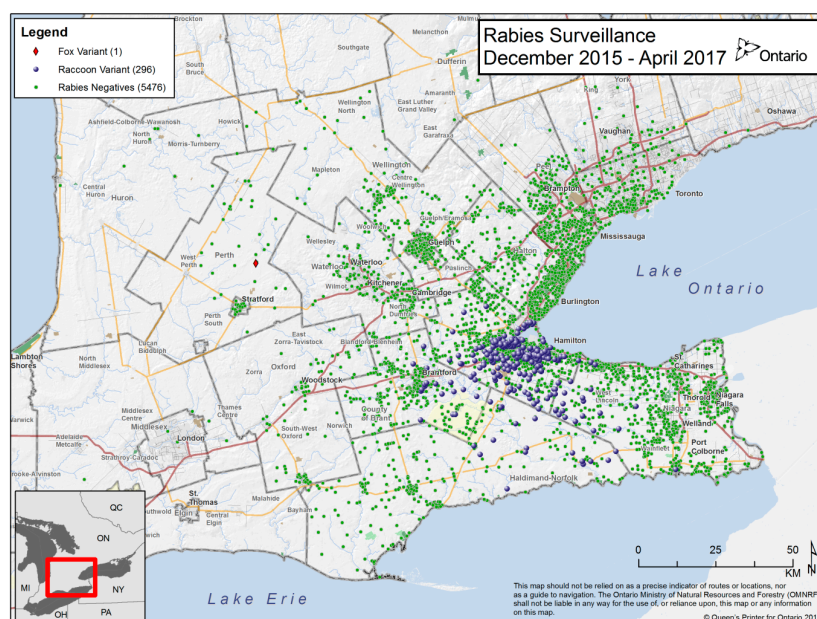 Legend
Fox Variant (1)
Raccoon Variant (296)
Rabies Negatives (5476)
Rabies Surveillance
December 2015 - April 2017
Ontario
Brockton
Melancthon
Southgate
South
Bruce
Dufferin
King
York
Amaranth
Wellington
North
East Luther
Grand Valley
Oshawa
Ashfield-Colborne-Wawanosh
Howick
North
Huron
Morris-Turnberry
East
Garafraxa
Vaughan
Mapleton
Wellington
Centre
Wellington
Peel
Brampton
Central
Huron
Huron
Toronto
Woolwich
Guelph/Eramosa
Mississauga
West
Perth
Perth
Wellesley
Guelph
Halton
Waterloo
Waterloo
Puslinch
Kitchener
Wilmot
Cambridge
Lake
Ontario
Stratford
Perth
South
North
Dumfries
Burlington
East
Zorra-Tavistock
Blandford-Blenheim
Hamilton
Lucan
Biddulph
Lambton
Shores
North
Middlesex
Zorra
Oxford
Brantford
St.
Catharines
Woodstock
Thorold
Niagara
Falls
West
Lincoln
Niagara
Middlesex
Centre
Middlesex
Thames
Centre
County
of Brant
Norwich
Welland
Adelaide
Metcalfe
London
South-West
Oxford
Wainfleet
Port
Colborne
Strathroy-Caradoc
Haldimand-Norfolk
St.
Thomas
Malahide
Bayham
Elgin
Central
Elgin
QC
ON
MI
NY
OH
PA
Lake Erie
0 25 50
KM
N
This map should not be relied on as a precise indicator of routes or locations, nor
as a guide to navigation. The Ontario Ministry of Natural Resources and Forestry (OMNRF)
shall not be liable in any way for the use of, or reliance upon, this map or any information
on this map.
© Queen's Printer for Ontario